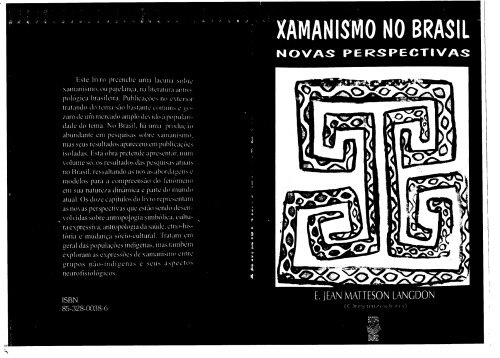 Este livro preenche uma lacuna sobre
xamanismo, ou pajelança, na literatura antro-
pológica brasileira. Publicações no exterior
tratando do tema são bastante comuns e go-
zam de um mercado amplo devido à populari-
dade do tema. No Brasil, há uma produção
abundante em pesquisas sobre xamanismo,
mas seus resultados aparecem em publicações
isoladas. Esta obra pretende apresentar, num
volume só, os resultados das pesquisas atuais
no Brasil, ressaltando as novas abordagens e
modelos para a compreensão do fenômeno
em sua natureza dinâmica e parte do mundo
atual. Os doze capítulos do livro representam
as novas perspectivas que estão sendo desen-
volvidas sobre antropologia simbólica, cultu-
ra expressiva, antropologia da saúde, etno-his-
tória e mudança sócio-cultural. Tratam em
geral das populações indígenas, mas também
exploram as expressões de xamanismo entre
grupos não-indígenas e seus aspectos
neurofisiológicos.
ISBN
85-328-0038-6
XAMANISMO NO BRASIL
NOVAS PERSPECTIVAS
E. JEAN MATTESON LANGDON
(Organizadora)